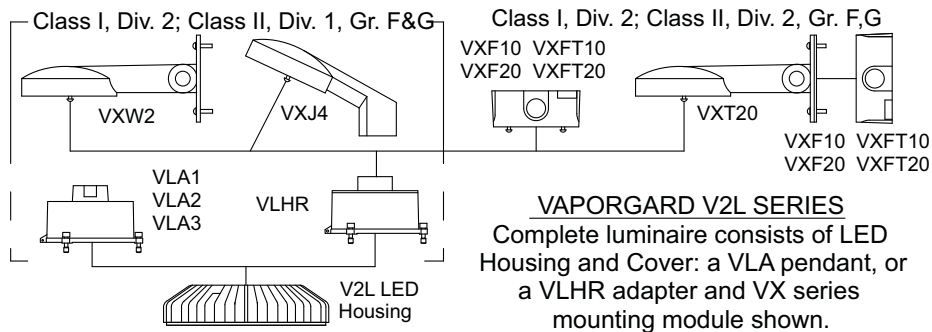 Class I, Div. 2; Class II, Div. 1, Gr. F&G
Class I, Div. 2; Class II, Div. 2, Gr. F,G
VXF10 VXFT10
VXF20 VXFT20
VXW2
VXJ4
VXT20
VXF10 VXFT10
VXF20 VXFT20
VLA1
VLA2
VLA3
VLHR
V2L LED
Housing
VAPORGARD V2L SERIES
Complete luminaire consists of LED
Housing and Cover: a VLA pendant, or
a VLHR adapter and VX series
mounting module shown.